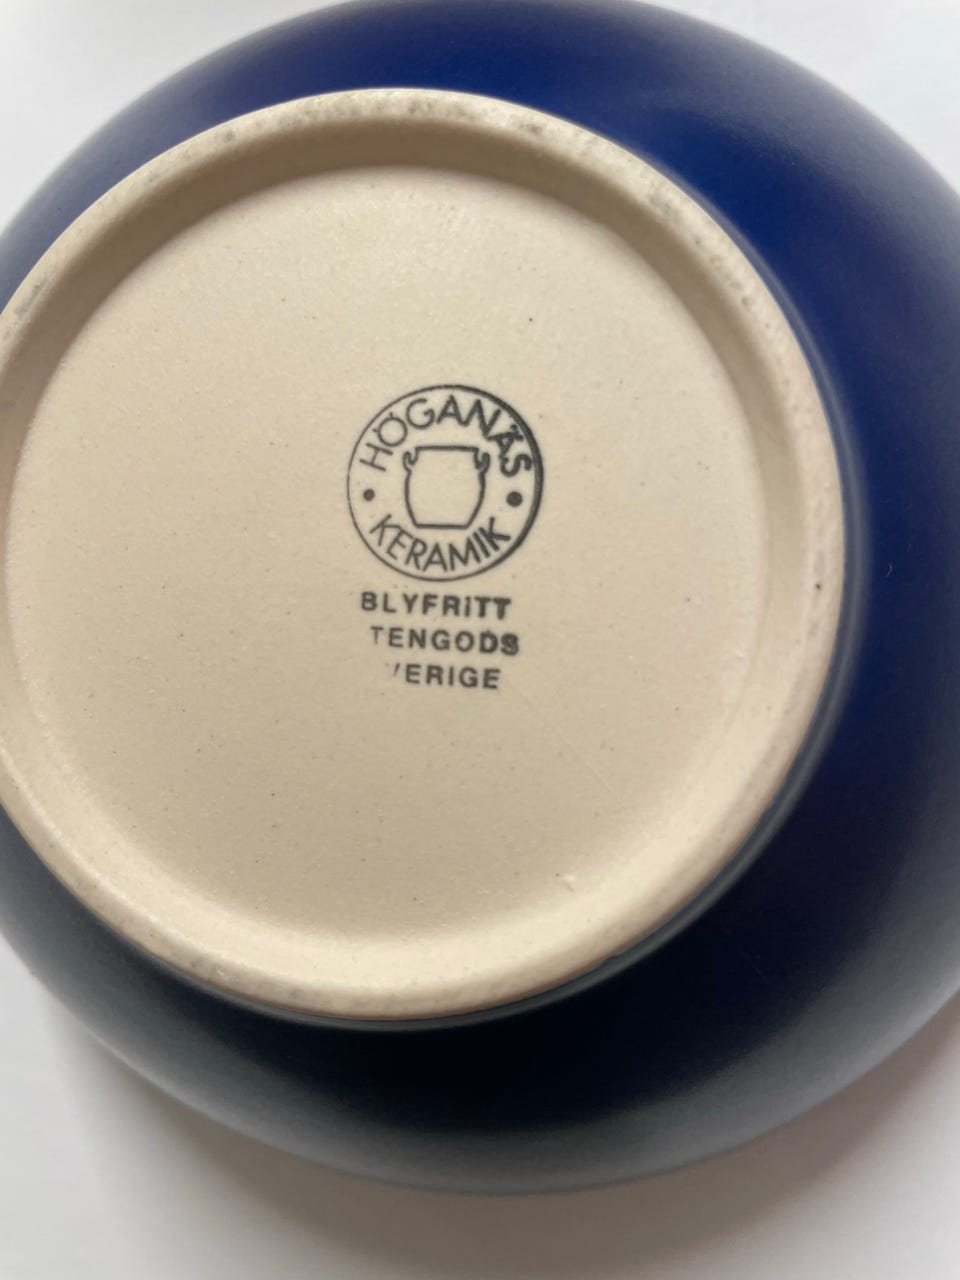 HÖGANÄS
KERAMIK
BLYFRITT
TENGODS
VERIGE